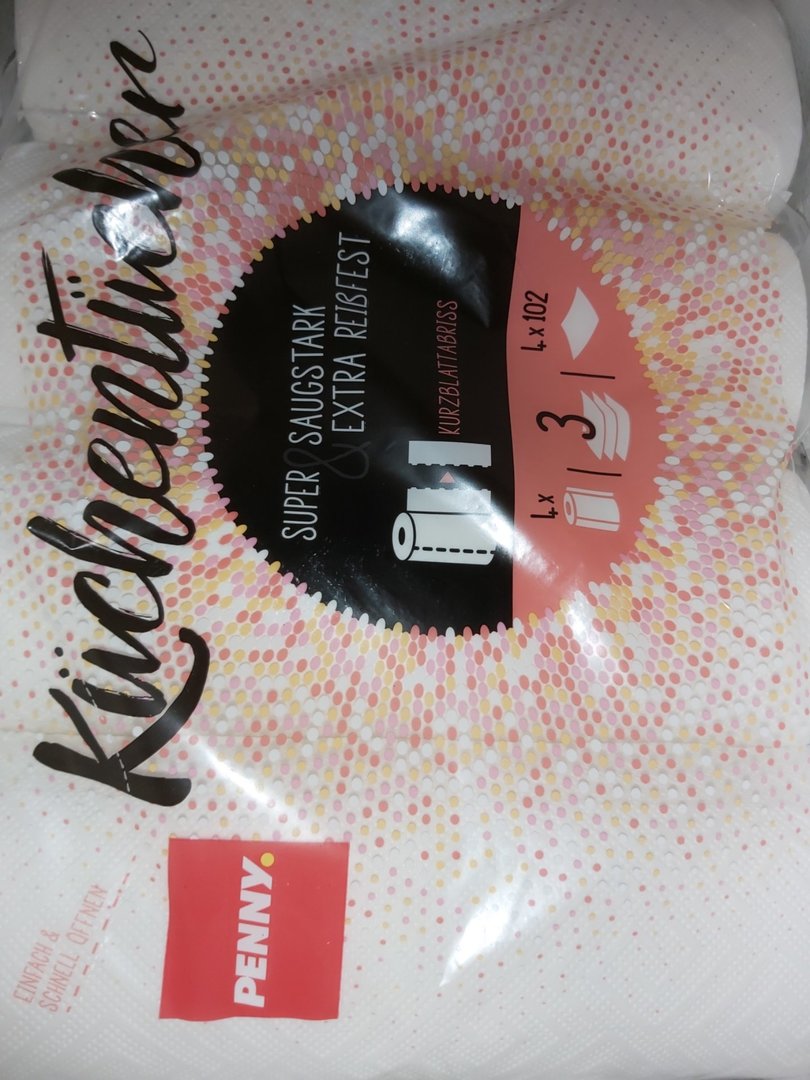 Küchentücher
SUPER SAUGSTARK
& EXTRA REIßFEST
KURZBLATTABRISS
4x
3
4 x 102
PENNY.
EINFACH &
SCHNELL ÖFFNEN